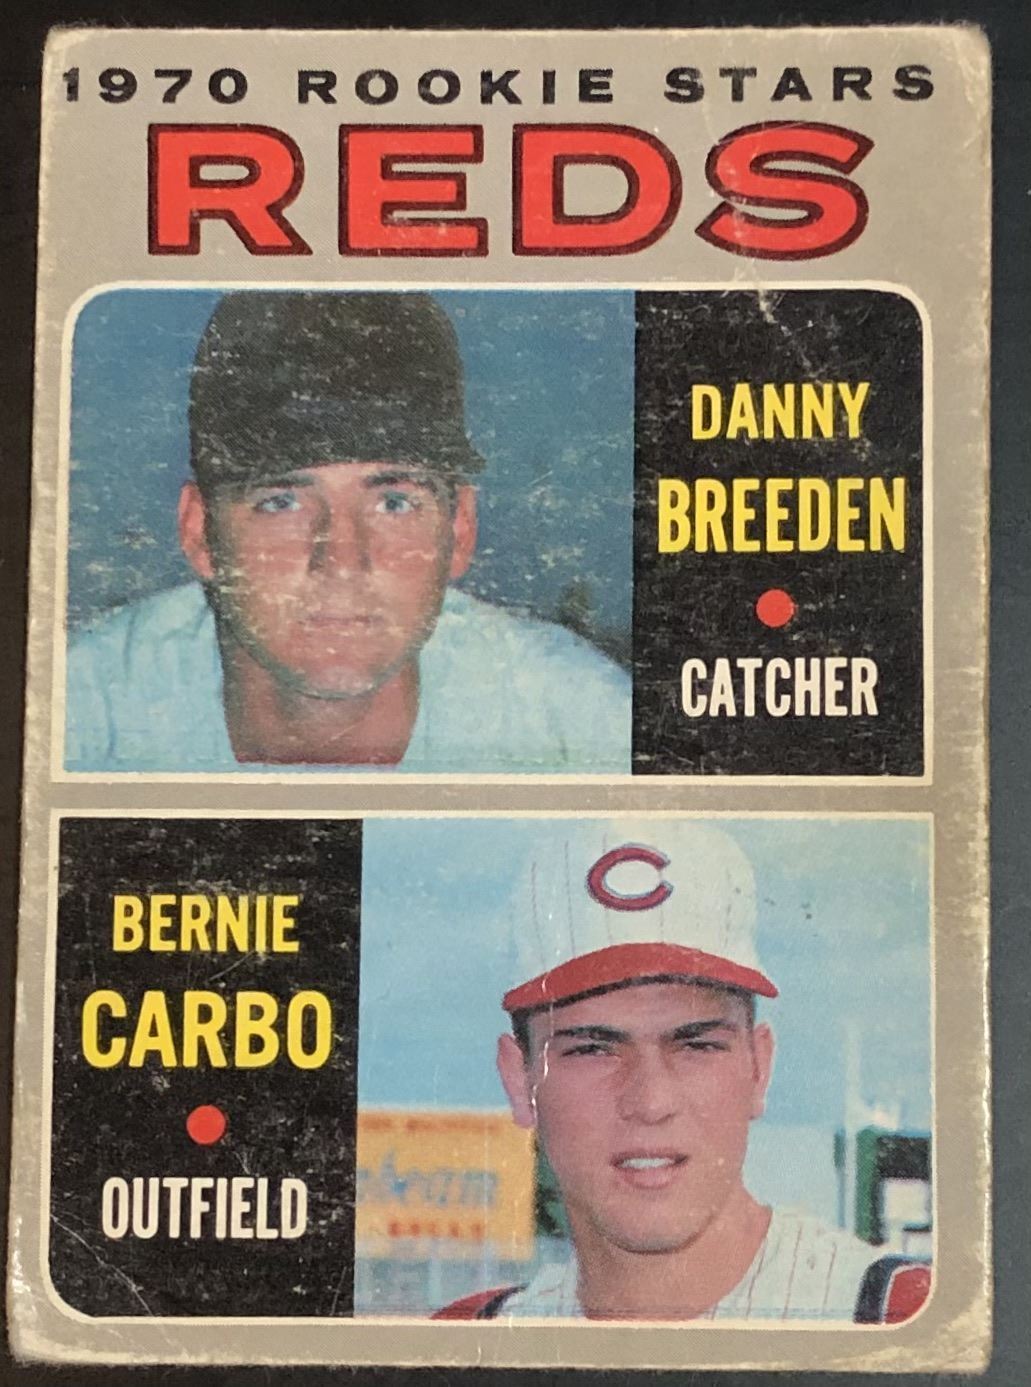 1970 ROOKIE STARS
REDS
DANNY
BREEDEN
CATCHER
BERNIE
CARBO
OUTFIELD
C